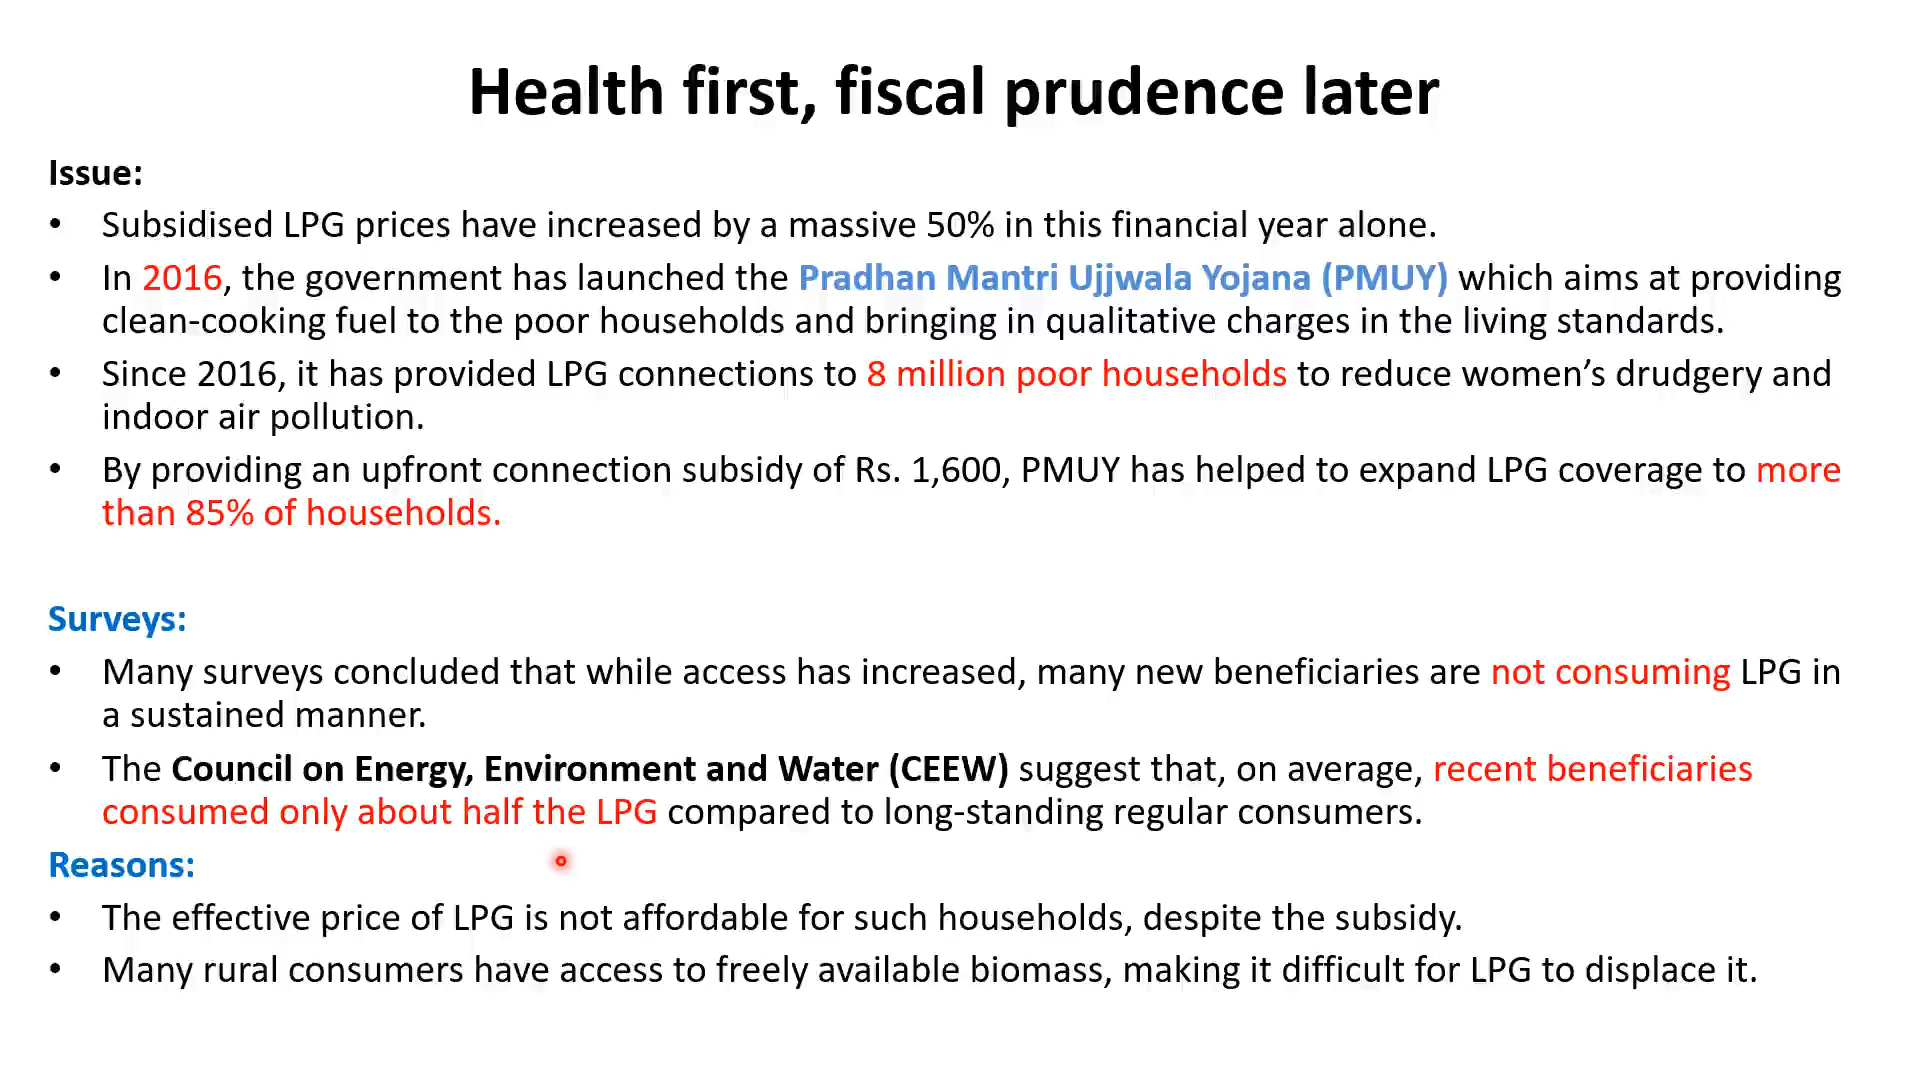 Health first, fiscal prudence later
Issue:
• Subsidised LPG prices have increased by a massive 50% in this financial year alone.
• In 2016, the government has launched the Pradhan Mantri Ujjwala Yojana (PMUY) which aims at providing
clean-cooking fuel to the poor households and bringing in qualitative charges in the living standards.
• Since 2016, it has provided LPG connections to 8 million poor households to reduce women’s drudgery and
indoor air pollution.
• By providing an upfront connection subsidy of Rs. 1,600, PMUY has helped to expand LPG coverage to more
than 85% of households.
Surveys:
• Many surveys concluded that while access has increased, many new beneficiaries are not consuming LPG in
a sustained manner.
• The Council on Energy, Environment and Water (CEEW) suggest that, on average, recent beneficiaries
consumed only about half the LPG compared to long-standing regular consumers.
Reasons:
• The effective price of LPG is not affordable for such households, despite the subsidy.
• Many rural consumers have access to freely available biomass, making it difficult for LPG to displace it.